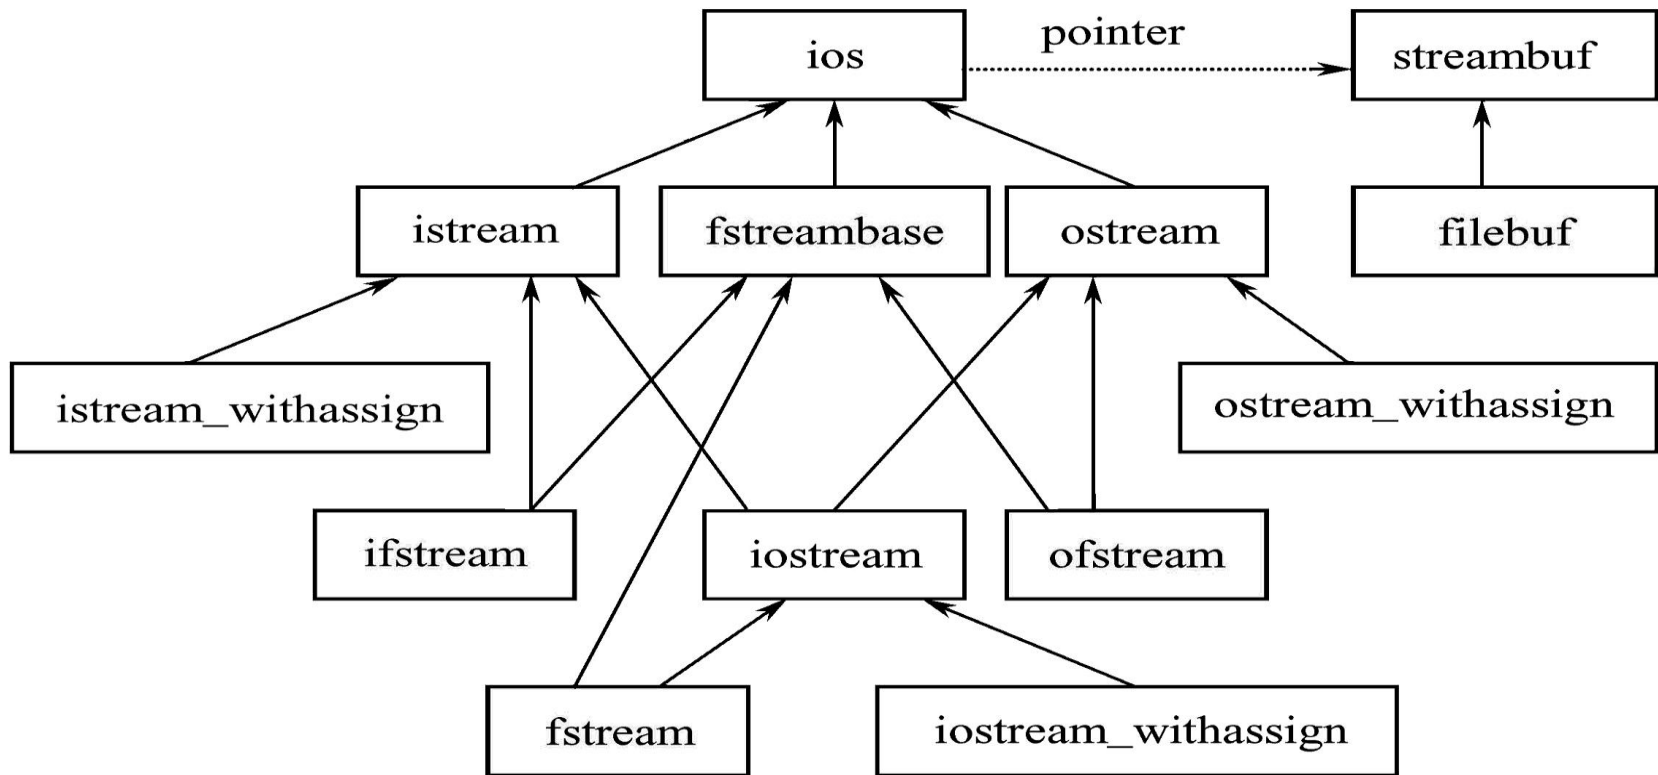 pointer
ios
streambuf
istream
fstreambase
ostream
filebuf
istream_withassign
ostream_withassign
ifstream
iostream
ofstream
fstream
iostream_withassign